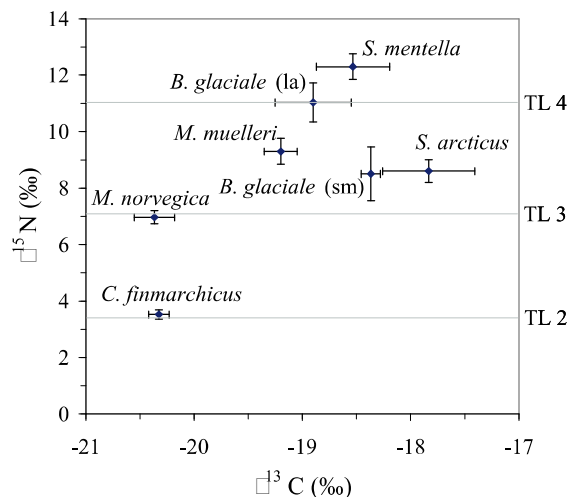 14
S. mentella
12
B. glaciale (la)
TL 4
10
M. muelleri
S. arcticus
8
B. glaciale (sm)
M. norvegica
TL 3
6
□15 N (‰)
4
C. finmarchicus
TL 2
2
0
-21 -20 -19 -18 -17
□13 C (‰)